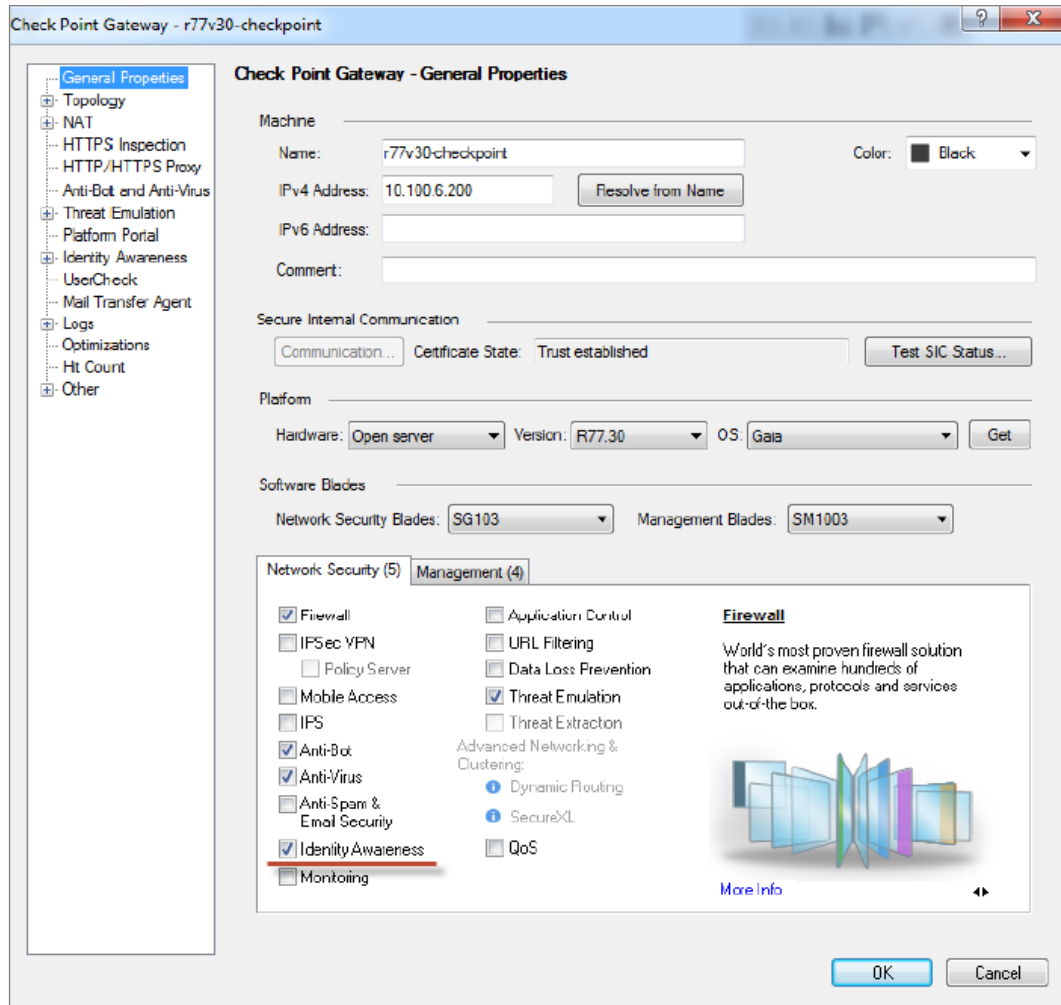 Check Point Gateway - r77v30-checkpoint
General Properties
Topology
NAT
HTTPS Inspection
HTTP/HTTPS Proxy
Anti-Bot and Anti-Virus
Threat Emulation
Platform Portal
Identity Awareness
UserCheck
Mail Transfer Agent
Logs
Optimizations
Hit Count
Other
Check Point Gateway - General Properties
Machine
Name: r77v30-checkpoint Color: Black
IPv4 Address: 10.100.6.200 Resolve from Name
IPv6 Address:
Comment:
Secure Internal Communication
Communication... Certificate State: Trust established Test SIC Status...
Platform
Hardware: Open server Version: R77.30 OS: Gaia Get
Software Blades
Network Security Blades: SG103 Management Blades: SM1003
Network Security (5) Management (4)
Firewall
IPSec VPN
Policy Server
Mobile Access
IPS
Anti-Bot
Anti-Virus
Anti-Spam &
Email Security
Identity Awareness
Monitoring
Application Control
URL Filtering
Data Loss Prevention
Threat Emulation
Threat Extraction
Advanced Networking &
Clustering:
Dynamic Routing
SecureXL
QoS
Firewall
World's most proven firewall solution
that can examine hundreds of
applications, protocols and services
out-of-the box.
More Info
OK Cancel